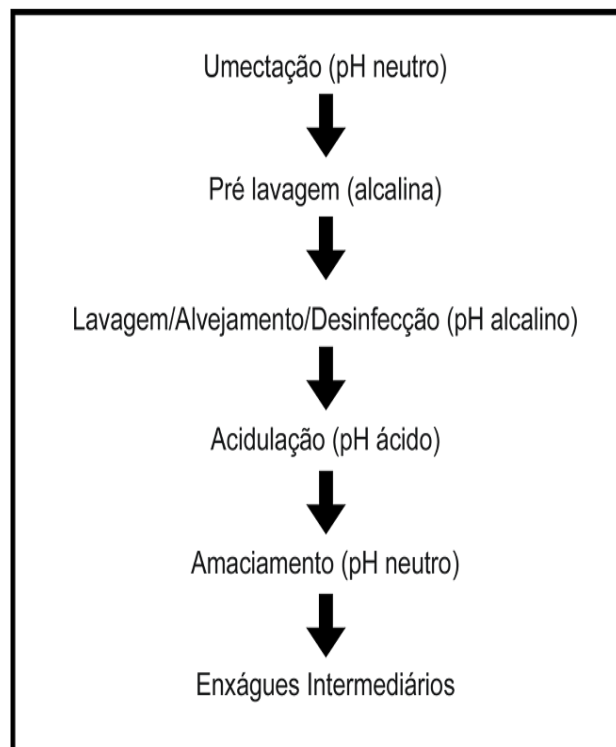 Umectação (pH neutro)
Pré lavagem (alcalina)
Lavagem/Alvejamento/Desinfecção (pH alcalino)
Acidulação (pH ácido)
Amaciamento (pH neutro)
Enxágues Intermediários